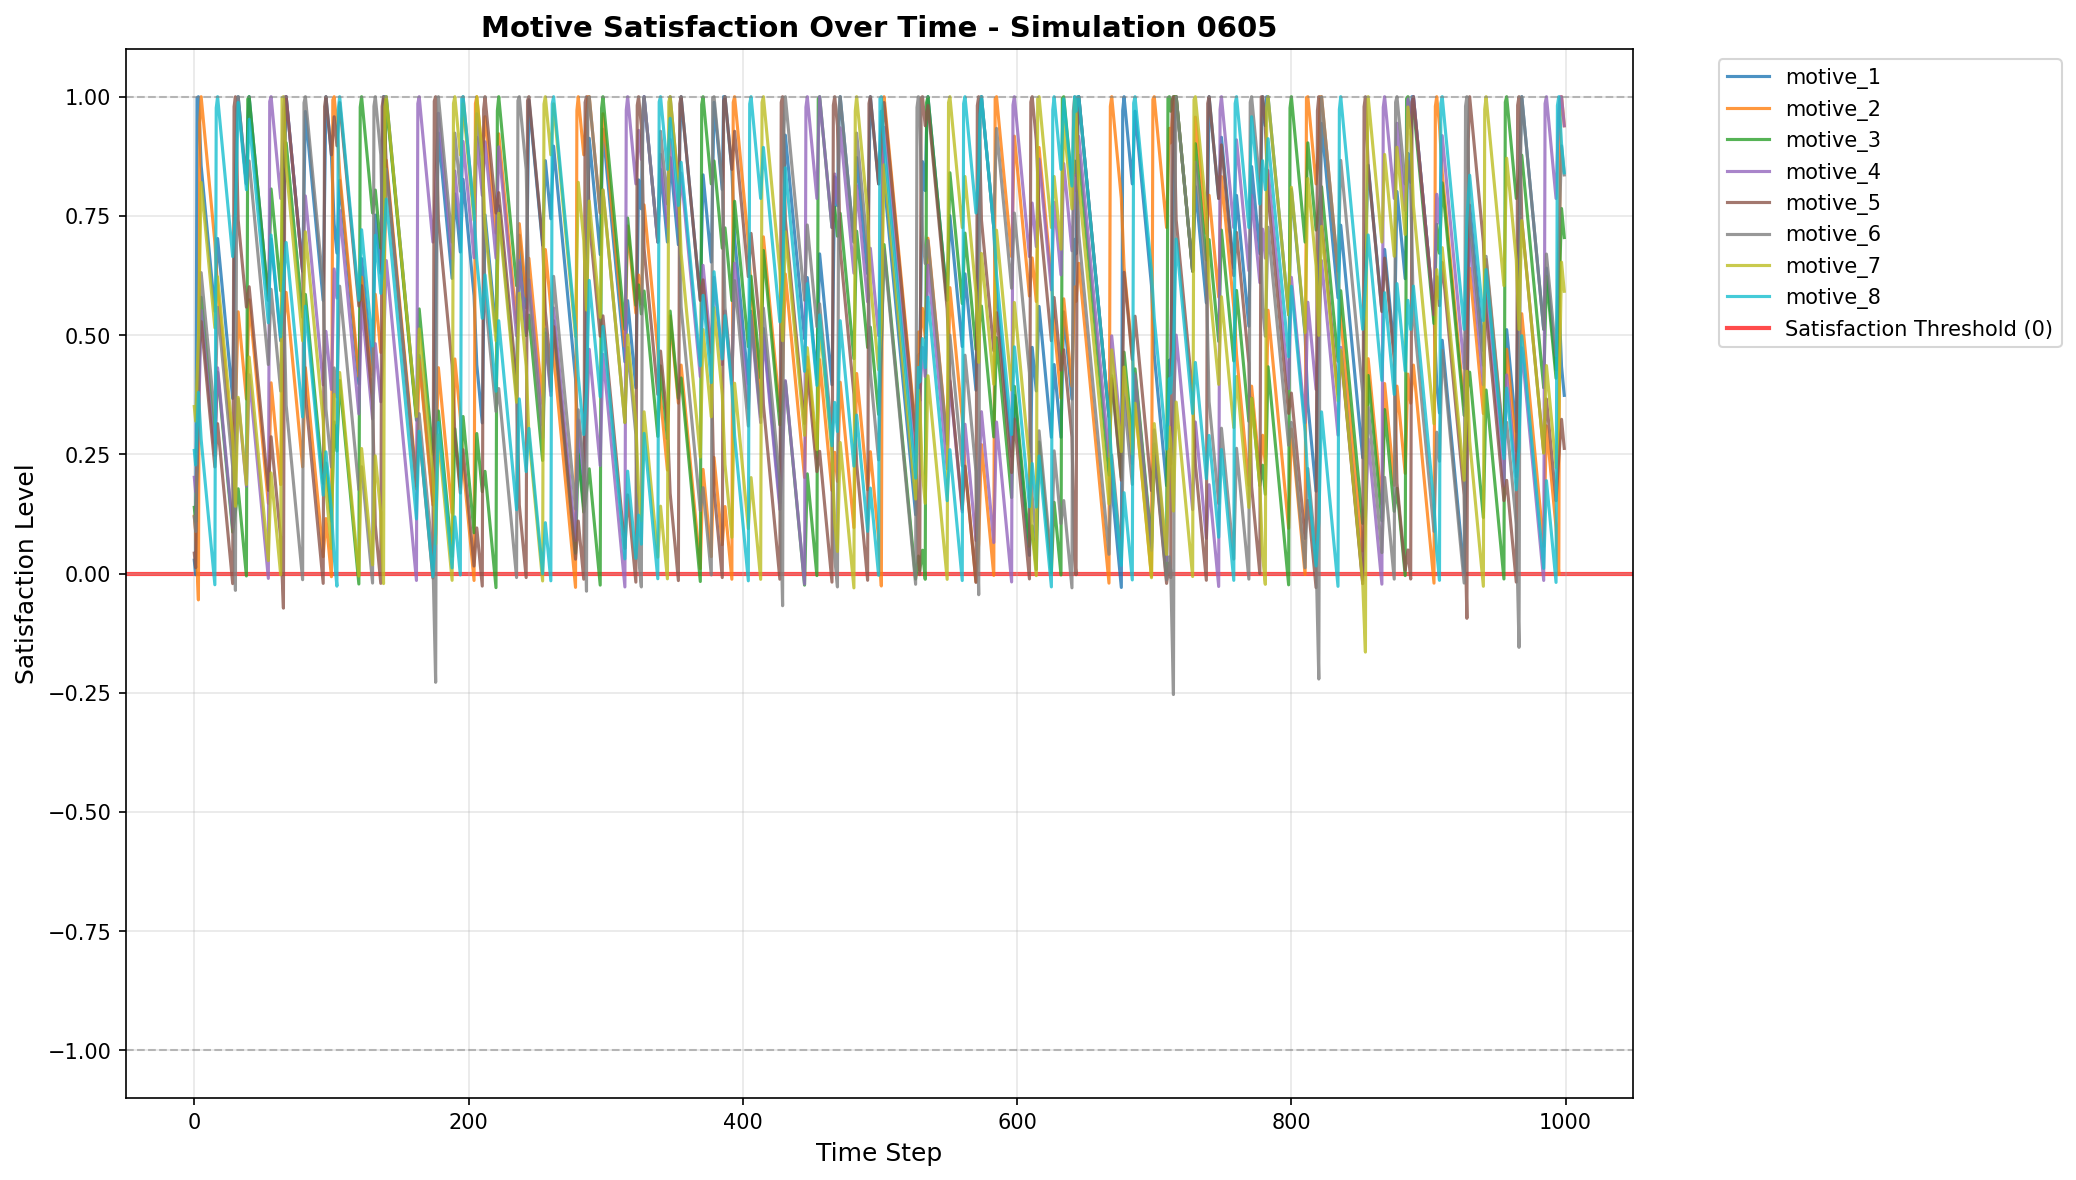 Motive Satisfaction Over Time - Simulation 0605
motive_1
motive_2
motive_3
motive_4
motive_5
motive_6
motive_7
motive_8
Satisfaction Threshold (0)
Satisfaction Level
1.00
0.75
0.50
0.25
0.00
−0.25
−0.50
−0.75
−1.00
0 200 400 600 800 1000
Time Step